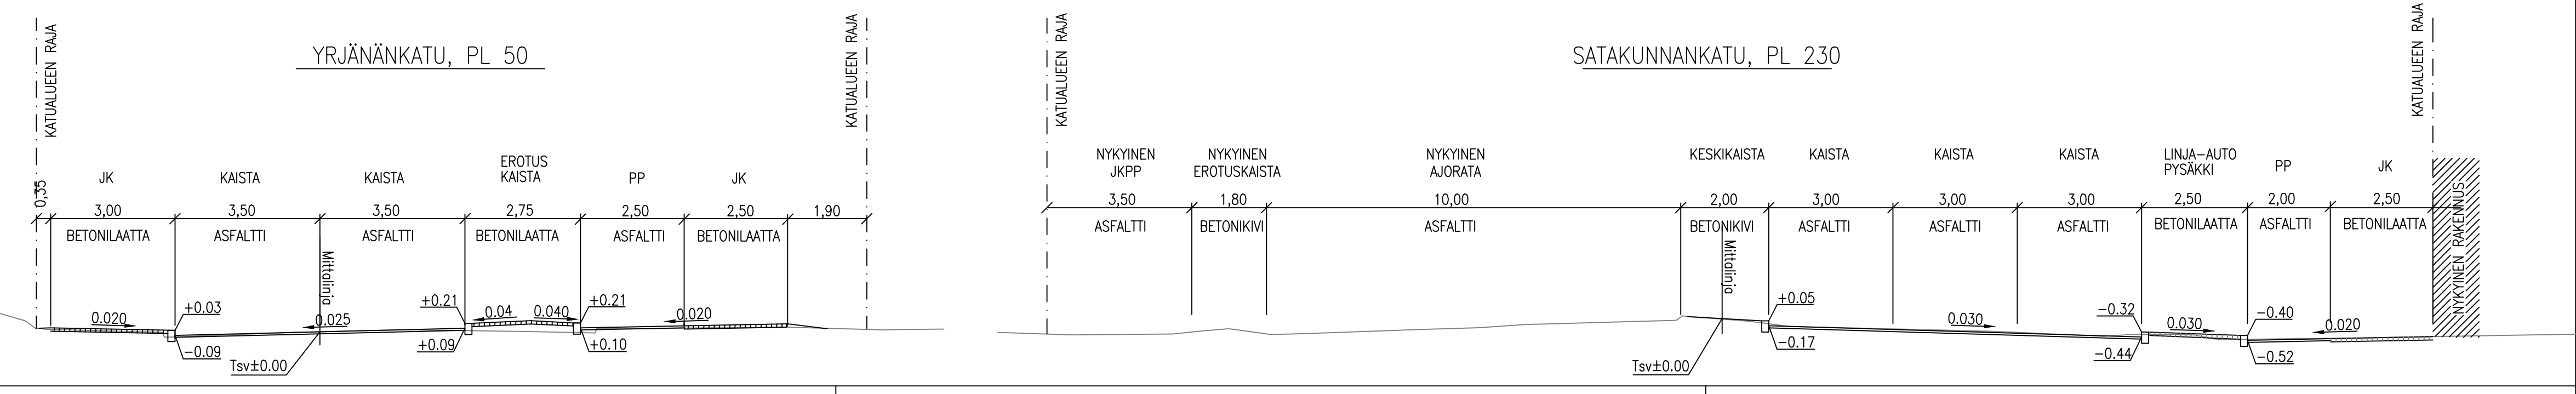 YRJÄNÄNKATU, PL 50
KATUALUEEN RAJA
KATUALUEEN RAJA
JK
KAISTA
KAISTA
EROTUS
KAISTA
PP
JK
0,35
3,00
3,50
3,50
2,75
2,50
2,50
1,90
BETONILAATTA
ASFALTTI
ASFALTTI
BETONILAATTA
ASFALTTI
BETONILAATTA
Mittalinja
0.020
+0.03
0.025
+0.21
0.04
0.040
+0.21
0.020
-0.09
+0.09
+0.10
Tsv±0.00
SATAKUNNANKATU, PL 230
KATUALUEEN RAJA
KATUALUEEN RAJA
NYKYINEN
JKPP
NYKYINEN
EROTUSKAISTA
NYKYINEN
AJORATA
KESKIKAISTA
KAISTA
KAISTA
KAISTA
LINJA-AUTO
PYSÄKKI
PP
JK
3,50
1,80
10,00
2,00
3,00
3,00
3,00
2,50
2,00
2,50
ASFALTTI
BETONIKIVI
ASFALTTI
BETONIKIVI
ASFALTTI
ASFALTTI
ASFALTTI
BETONILAATTA
ASFALTTI
BETONILAATTA
Mittalinja
NYKYINEN RAKENNUS
+0.05
0.030
-0.32
0.030
-0.40
0.020
-0.17
-0.44
-0.52
Tsv±0.00